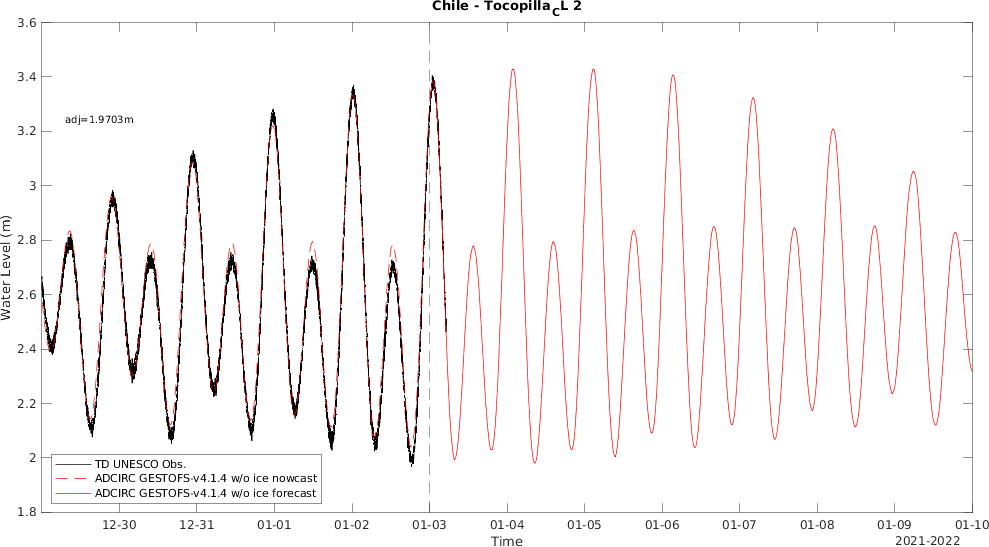 Chile - Tocopilla_CL 2
3.6
3.4
3.2
3
2.8
2.6
2.4
2.2
2
1.8
Water Level (m)
adj=1.9703m
TD UNESCO Obs.
ADCIRC GESTOFS-v4.1.4 w/o ice nowcast
ADCIRC GESTOFS-v4.1.4 w/o ice forecast
12-30 12-31 01-01 01-02 01-03 01-04 01-05 01-06 01-07 01-08 01-09 01-10
Time
2021-2022